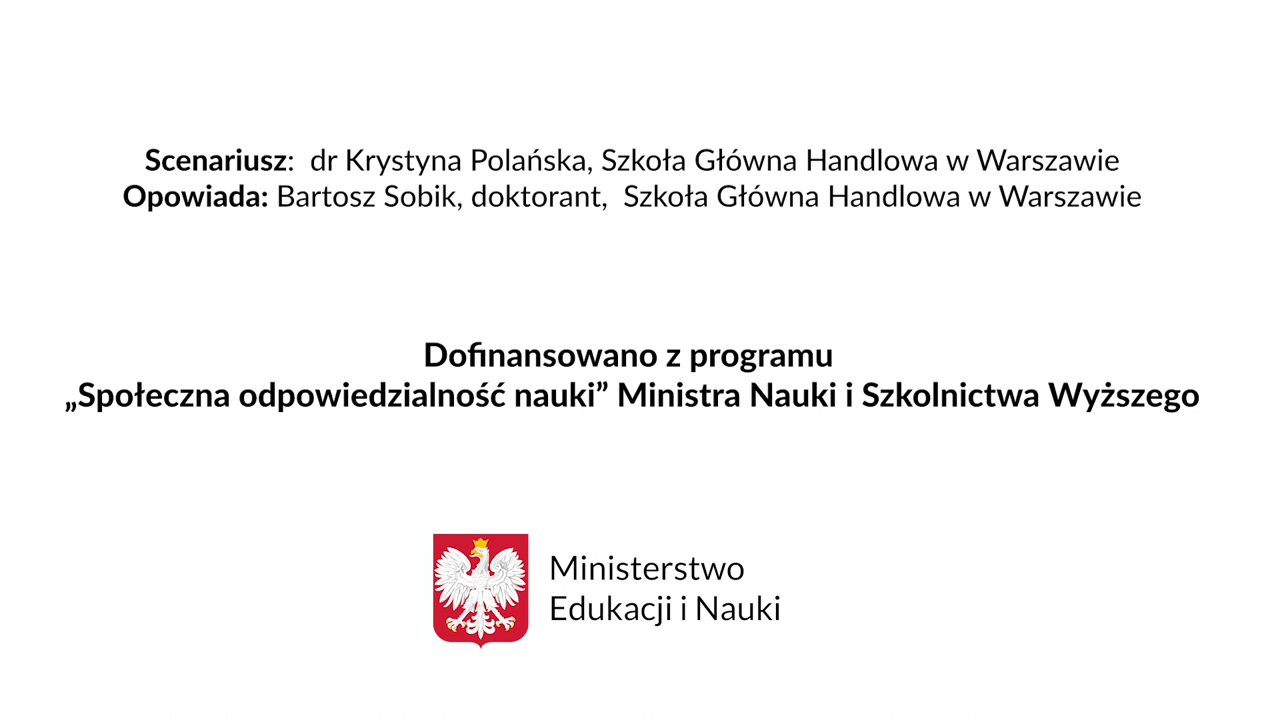 Scenariusz:  dr Krystyna Polańska, Szkoła Główna Handlowa w Warszawie
Opowiada: Bartosz Sobik, doktorant,  Szkoła Główna Handlowa w Warszawie
Dofinansowano z programu
„Społeczna odpowiedzialność nauki” Ministra Nauki i Szkolnictwa Wyższego
Ministerstwo
Edukacji i Nauki